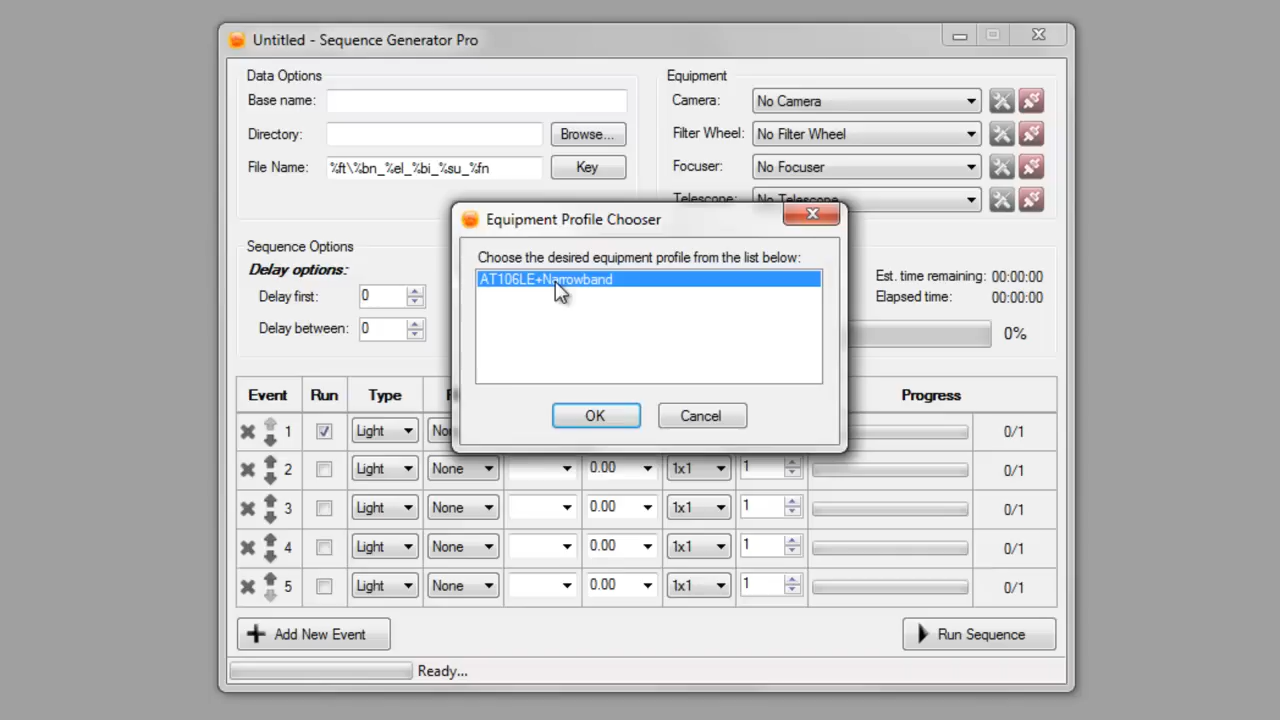 Untitled - Sequence Generator Pro
Data Options
Base name:
Directory:
Browse...
File Name:
%ft\%bn_%el_%bi_%su_%fn
Key
Equipment
Camera:
No Camera
Filter Wheel:
No Filter Wheel
Focuser:
No Focuser
Telescope:
No Telescope
Equipment Profile Chooser
Choose the desired equipment profile from the list below:
AT106LE+Narrowband
OK
Cancel
Sequence Options
Delay options:
Delay first:
0
Delay between:
0
Est. time remaining: 00:00:00
Elapsed time: 00:00:00
0%
Event Run Type Progress
1 Light 0/1
2 Light None 0.00 1x1 1 0/1
3 Light None 0.00 1x1 1 0/1
4 Light None 0.00 1x1 1 0/1
5 Light None 0.00 1x1 1 0/1
Add New Event
Run Sequence
Ready...